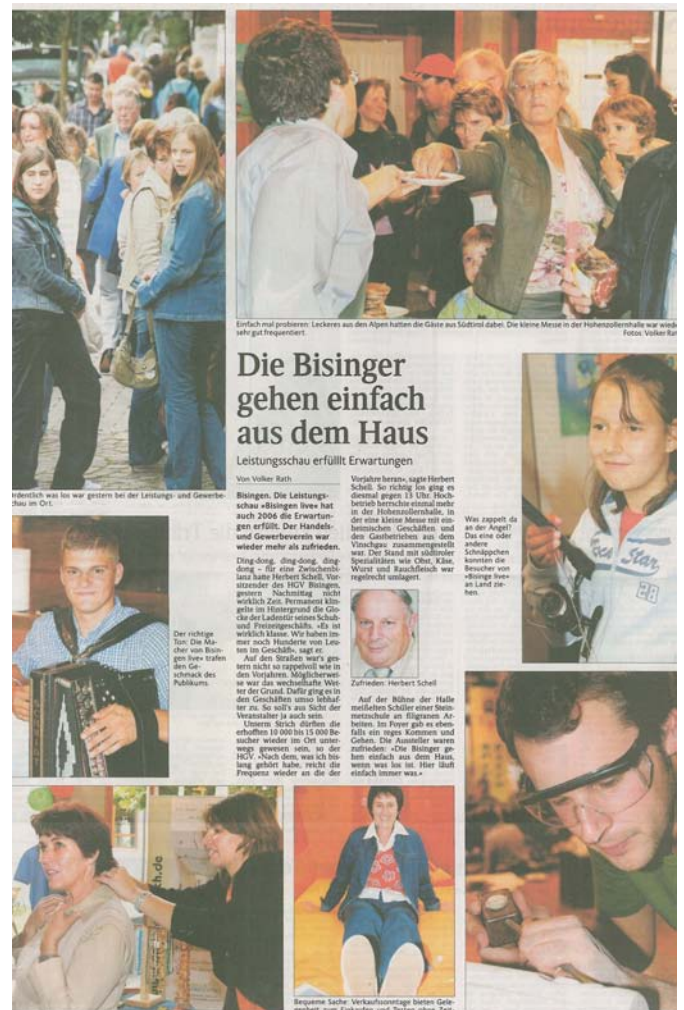 Einfach mal probieren: Leckeres aus den Alpen hatten die Gäste aus Südtirol dabei. Die kleine Messe in der Hohenzollernhalle war wiede
sehr gut frequentiert.
Fotos: Volker Rat
Die Bisinger
gehen einfach
aus dem Haus
Leistungsschau erfüllt Erwartungen
Von Volker Rath
Bisingen. Die Leistungs-
schau »Bisingen live« hat
auch 2006 die Erwartun-
gen erfüllt. Der Handels-
und Gewerbeverein war
wieder mehr als zufrieden.
Ding-dong, ding-dong, ding-
dong – für eine Zwischenbi-
lanz hatte Herbert Schell, Vor-
sitzender des HGV Bisingen,
gestern Nachmittag nicht
wirklich Zeit. Permanent klin-
gelte im Hintergrund die Glo-
cke der Ladentür seines Schuh-
und Freizeitgeschäfts. »Es ist
wirklich klasse. Wir haben im-
mer noch Hunderte von Leu-
ten im Geschäft«, sagt er.
Auf den Straßen war's ges-
tern nicht so rappelvoll wie in
den Vorjahren. Möglicherwei-
se war das wechselhafte Wet-
ter der Grund. Dafür ging es in
den Geschäften umso lebhaf-
ter zu. So soll's aus Sicht der
Veranstalter ja auch sein.
Unterm Strich dürften die
erhofften 10 000 bis 15 000 Be-
sucher wieder im Ort unter-
wegs gewesen sein, so der
HGV. »Nach dem, was ich bis-
lang gehört habe, reicht die
Frequenz wieder an die der
Vorjahre heran«, sagte Herbert
Schell. So richtig los ging es
diesmal gegen 13 Uhr. Hoch-
betrieb herrschte einmal mehr
in der Hohenzollernhalle, in
der eine kleine Messe mit ein-
heimischen Geschäften und
den Gastbetrieben aus dem
Vinschgau zusammengestellt
war. Der Stand mit südtiroler
Spezialitäten wie Obst, Käse,
Wurst und Rauchfleisch war
regelrecht umlagert.
Zufrieden: Herbert Schell
Auf der Bühne der Halle
meißelten Schüler einer Stein-
metzschule an filigranen Ar-
beiten. Im Foyer gab es eben-
falls ein reges Kommen und
Gehen. Die Aussteller waren
zufrieden: »Die Bisinger ge-
hen einfach aus dem Haus,
wenn was los ist. Hier läuft
einfach immer was.«
rdentlich was los war gestern bei der Leistungs- und Gewerbe-
chau im Ort.
Der richtige
Ton: Die Ma-
cher von Bisin-
gen live« trafen
den Ge-
schmack des
Publikums.
Was zappelt da
an der Angel?
Das eine oder
andere
Schnäppchen
konnten die
Besucher von
»Bisinge live«
an Land zie-
hen.
Star
28
ch.de
Bequeme Sache: Verkaufssonntage bieten Gele-